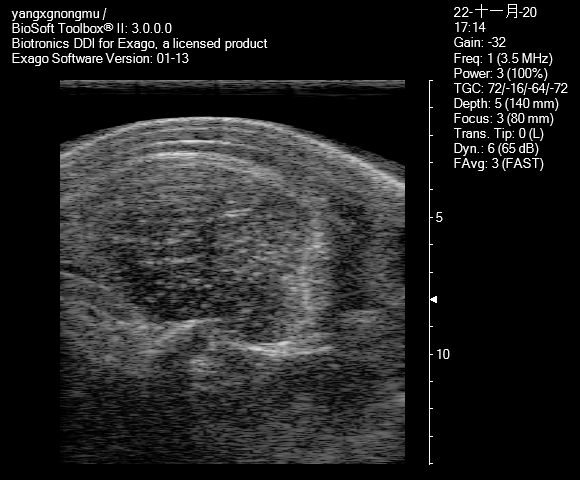 yangxgnongmu /
BioSoft Toolbox® II: 3.0.0.0
Biotronics DDI for Exago, a licensed product
Exago Software Version: 01-13
22-十一月-20
17:14
Gain: -32
Freq: 1 (3.5 MHz)
Power: 3 (100%)
TGC: 72/-16/-64/-72
Depth: 5 (140 mm)
Focus: 3 (80 mm)
Trans. Tip: 0 (L)
Dyn.: 6 (65 dB)
FAvg: 3 (FAST)
5
10